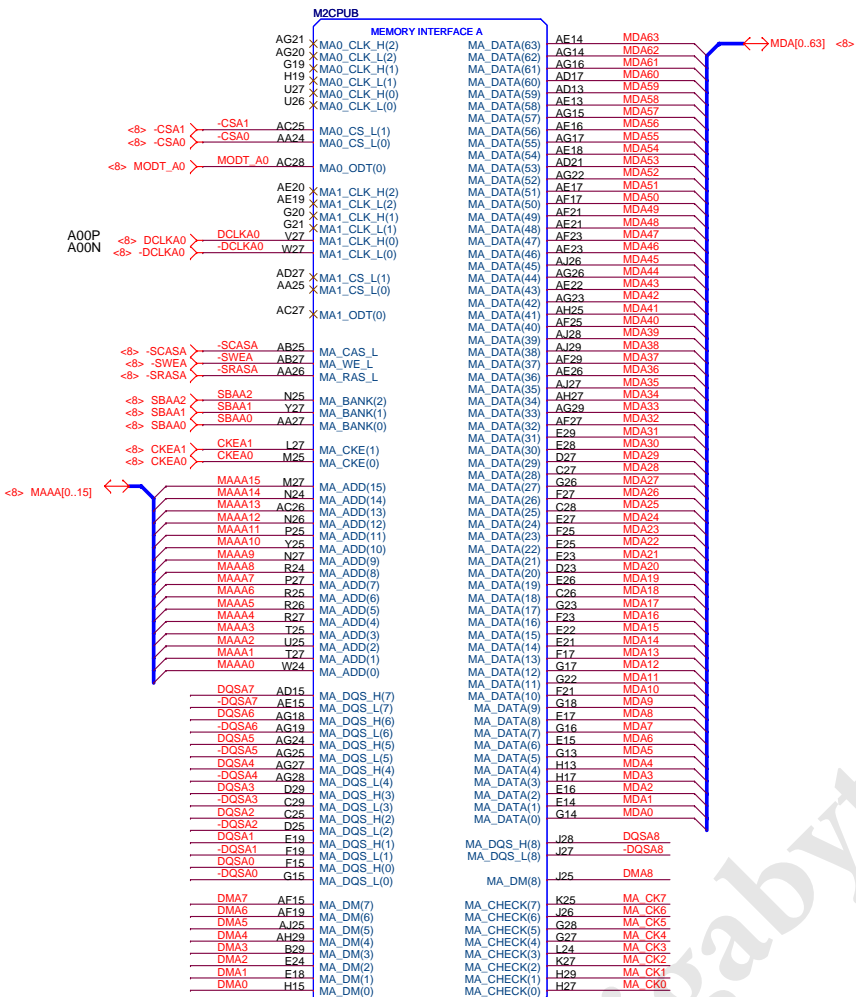 M2CPUB
MEMORY INTERFACE A
AG21 MA0_CLK_H(2)
AG20 MA0_CLK_L(2)
G19 MA0_CLK_H(1)
H19 MA0_CLK_L(1)
U27 MA0_CLK_H(0)
U26 MA0_CLK_L(0)
<8> -CSA1 -CSA1 AC25 MA0_CS_L(1)
<8> -CSA0 -CSA0 AA24 MA0_CS_L(0)
<8> MODT_A0 MODT_A0 AC28 MA0_ODT(0)
AE20 MA1_CLK_H(2)
AE19 MA1_CLK_L(2)
G20 MA1_CLK_H(1)
G21 MA1_CLK_L(1)
A00P <8> DCLKA0 DCLKA0 V27 MA1_CLK_H(0)
A00N <8> -DCLKA0 -DCLKA0 W27 MA1_CLK_L(0)
AD27 MA1_CS_L(1)
AA25 MA1_CS_L(0)
AC27 MA1_ODT(0)
<8> -SCASA -SCASA AB25 MA_CAS_L
<8> -SWEA -SWEA AB27 MA_WE_L
<8> -SRASA -SRASA AA26 MA_RAS_L
<8> SBAA2 SBAA2 N25 MA_BANK(2)
<8> SBAA1 SBAA1 Y27 MA_BANK(1)
<8> SBAA0 SBAA0 AA27 MA_BANK(0)
<8> CKEA1 CKEA1 L27 MA_CKE(1)
<8> CKEA0 CKEA0 M25 MA_CKE(0)
<8> MAAA[0..15]
MAAA15 M27 MA_ADD(15)
MAAA14 N24 MA_ADD(14)
MAAA13 AC26 MA_ADD(13)
MAAA12 N26 MA_ADD(12)
MAAA11 P25 MA_ADD(11)
MAAA10 Y25 MA_ADD(10)
MAAA9 N27 MA_ADD(9)
MAAA8 R24 MA_ADD(8)
MAAA7 P27 MA_ADD(7)
MAAA6 R25 MA_ADD(6)
MAAA5 R26 MA_ADD(5)
MAAA4 R27 MA_ADD(4)
MAAA3 T25 MA_ADD(3)
MAAA2 U25 MA_ADD(2)
MAAA1 T27 MA_ADD(1)
MAAA0 W24 MA_ADD(0)
DQSA7 AD15 MA_DQS_H(7)
-DQSA7 AE15 MA_DQS_L(7)
DQSA6 AG18 MA_DQS_H(6)
-DQSA6 AG19 MA_DQS_L(6)
DQSA5 AG24 MA_DQS_H(5)
-DQSA5 AG25 MA_DQS_L(5)
DQSA4 AG27 MA_DQS_H(4)
-DQSA4 AG28 MA_DQS_L(4)
DQSA3 D29 MA_DQS_H(3)
-DQSA3 C29 MA_DQS_L(3)
DQSA2 C25 MA_DQS_H(2)
-DQSA2 D25 MA_DQS_L(2)
DQSA1 E19 MA_DQS_H(1)
-DQSA1 F19 MA_DQS_L(1)
DQSA0 F15 MA_DQS_H(0)
-DQSA0 G15 MA_DQS_L(0)
DMA7 AF15 MA_DM(7)
DMA6 AF19 MA_DM(6)
DMA5 AJ25 MA_DM(5)
DMA4 AH29 MA_DM(4)
DMA3 B29 MA_DM(3)
DMA2 E24 MA_DM(2)
DMA1 E18 MA_DM(1)
DMA0 H15 MA_DM(0)
MDA[0..63] <8>
MA_DATA(63) AE14 MDA63
MA_DATA(62) AG14 MDA62
MA_DATA(61) AG16 MDA61
MA_DATA(60) AD17 MDA60
MA_DATA(59) AD13 MDA59
MA_DATA(58) AE13 MDA58
MA_DATA(57) AG15 MDA57
MA_DATA(56) AE16 MDA56
MA_DATA(55) AG17 MDA55
MA_DATA(54) AE18 MDA54
MA_DATA(53) AD21 MDA53
MA_DATA(52) AG22 MDA52
MA_DATA(51) AE17 MDA51
MA_DATA(50) AF17 MDA50
MA_DATA(49) AF21 MDA49
MA_DATA(48) AE21 MDA48
MA_DATA(47) AF23 MDA47
MA_DATA(46) AE23 MDA46
MA_DATA(45) AJ26 MDA45
MA_DATA(44) AG26 MDA44
MA_DATA(43) AE22 MDA43
MA_DATA(42) AG23 MDA42
MA_DATA(41) AH25 MDA41
MA_DATA(40) AF25 MDA40
MA_DATA(39) AJ28 MDA39
MA_DATA(38) AJ29 MDA38
MA_DATA(37) AF29 MDA37
MA_DATA(36) AE26 MDA36
MA_DATA(35) AJ27 MDA35
MA_DATA(34) AH27 MDA34
MA_DATA(33) AG29 MDA33
MA_DATA(32) AF27 MDA32
MA_DATA(31) E29 MDA31
MA_DATA(30) E28 MDA30
MA_DATA(29) D27 MDA29
MA_DATA(28) C27 MDA28
MA_DATA(27) G26 MDA27
MA_DATA(26) F27 MDA26
MA_DATA(25) C28 MDA25
MA_DATA(24) E27 MDA24
MA_DATA(23) F25 MDA23
MA_DATA(22) E25 MDA22
MA_DATA(21) E23 MDA21
MA_DATA(20) D23 MDA20
MA_DATA(19) E26 MDA19
MA_DATA(18) C26 MDA18
MA_DATA(17) G23 MDA17
MA_DATA(16) F23 MDA16
MA_DATA(15) E22 MDA15
MA_DATA(14) E21 MDA14
MA_DATA(13) F17 MDA13
MA_DATA(12) G17 MDA12
MA_DATA(11) G22 MDA11
MA_DATA(10) F21 MDA10
MA_DATA(9) G18 MDA9
MA_DATA(8) E17 MDA8
MA_DATA(7) G16 MDA7
MA_DATA(6) E15 MDA6
MA_DATA(5) G13 MDA5
MA_DATA(4) H13 MDA4
MA_DATA(3) H17 MDA3
MA_DATA(2) E16 MDA2
MA_DATA(1) E14 MDA1
MA_DATA(0) G14 MDA0
MA_DQS_H(8) J28 DQSA8
MA_DQS_L(8) J27 -DQSA8
MA_DM(8) J25 DMA8
MA_CHECK(7) K25 MA_CK7
MA_CHECK(6) J26 MA_CK6
MA_CHECK(5) G28 MA_CK5
MA_CHECK(4) G27 MA_CK4
MA_CHECK(3) L24 MA_CK3
MA_CHECK(2) K27 MA_CK2
MA_CHECK(1) H29 MA_CK1
MA_CHECK(0) H27 MA_CK0
gabyt